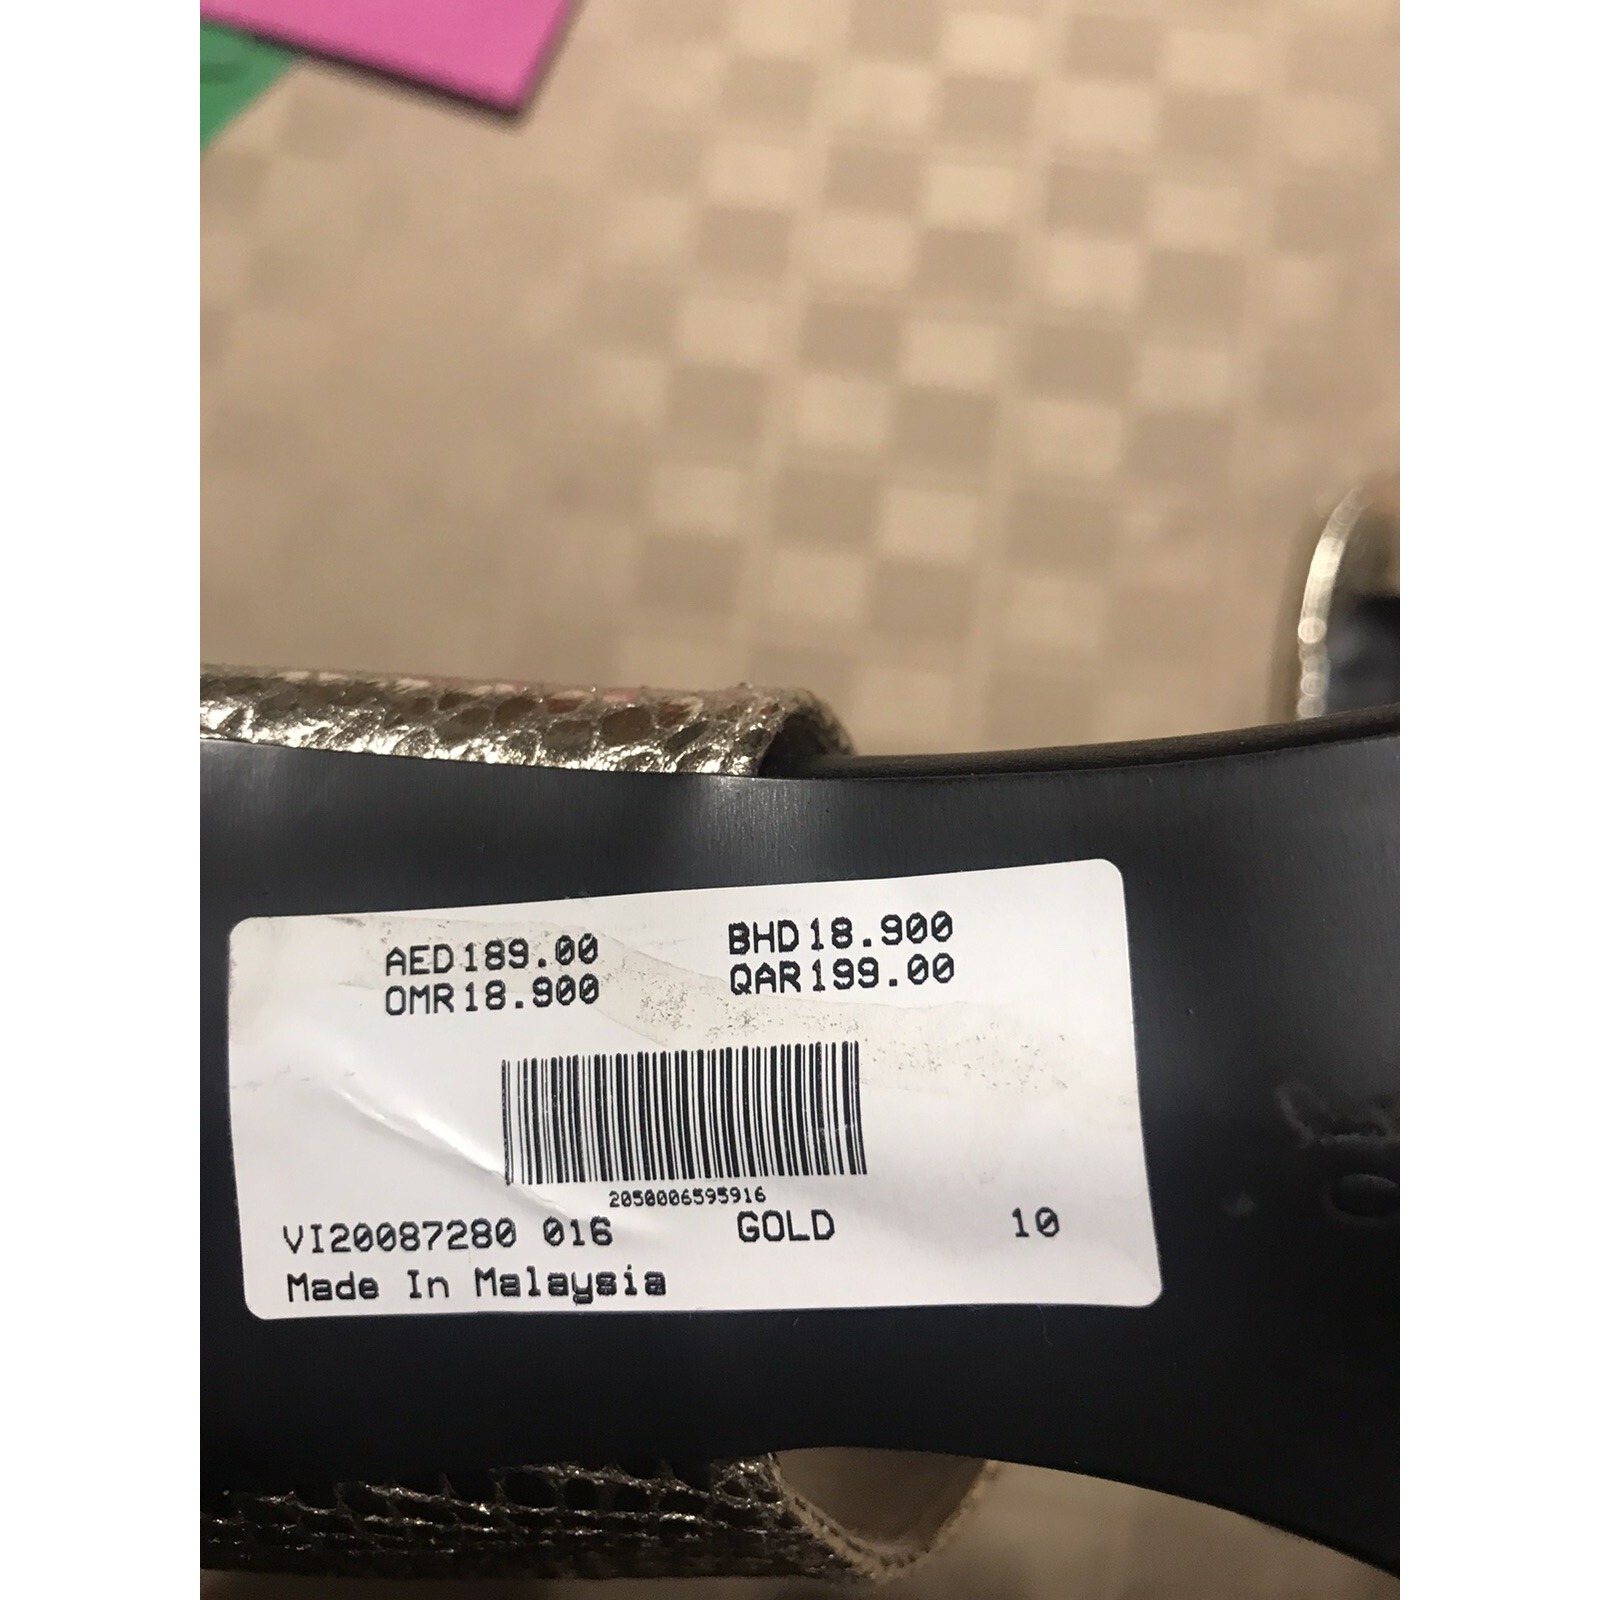 AED189.00 BHD18.900
OMR18.900 QAR199.00
2050006595916
VI20087280 016 GOLD 10
Made In Malaysia